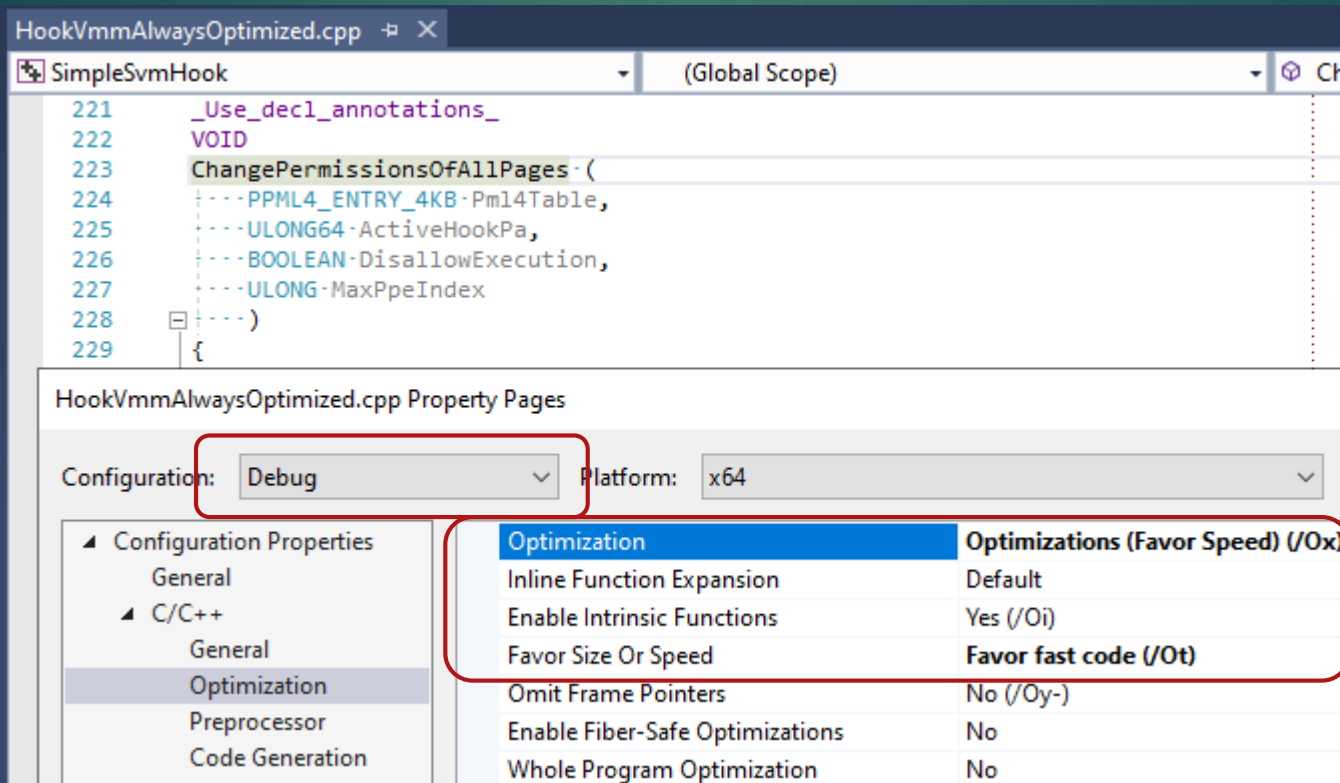 HookVmmAlwaysOptimized.cpp
SimpleSvmHook (Global Scope) Ch
221 _Use_decl_annotations_
222 VOID
223 ChangePermissionsOfAllPages (
224 PPML4_ENTRY_4KB Pml4Table,
225 ULONG64 ActiveHookPa,
226 BOOLEAN DisallowExecution,
227 ULONG MaxPpeIndex
228 )
229 {
HookVmmAlwaysOptimized.cpp Property Pages
Configuration: Debug Platform: x64
Configuration Properties
General
C/C++
General
Optimization
Preprocessor
Code Generation
Optimization Optimizations (Favor Speed) (/Ox)
Inline Function Expansion Default
Enable Intrinsic Functions Yes (/Oi)
Favor Size Or Speed Favor fast code (/Ot)
Omit Frame Pointers No (/Oy-)
Enable Fiber-Safe Optimizations No
Whole Program Optimization No